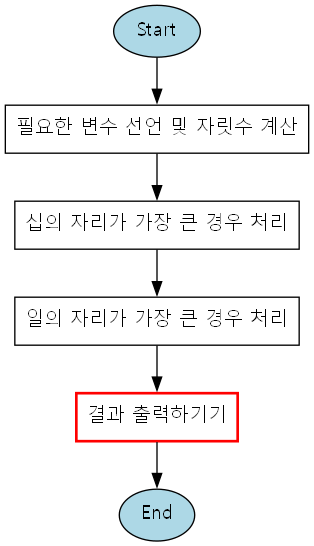 Start
필요한 변수 선언 및 자릿수 계산
십의 자리가 가장 큰 경우 처리
일의 자리가 가장 큰 경우 처리
결과 출력하기기
End